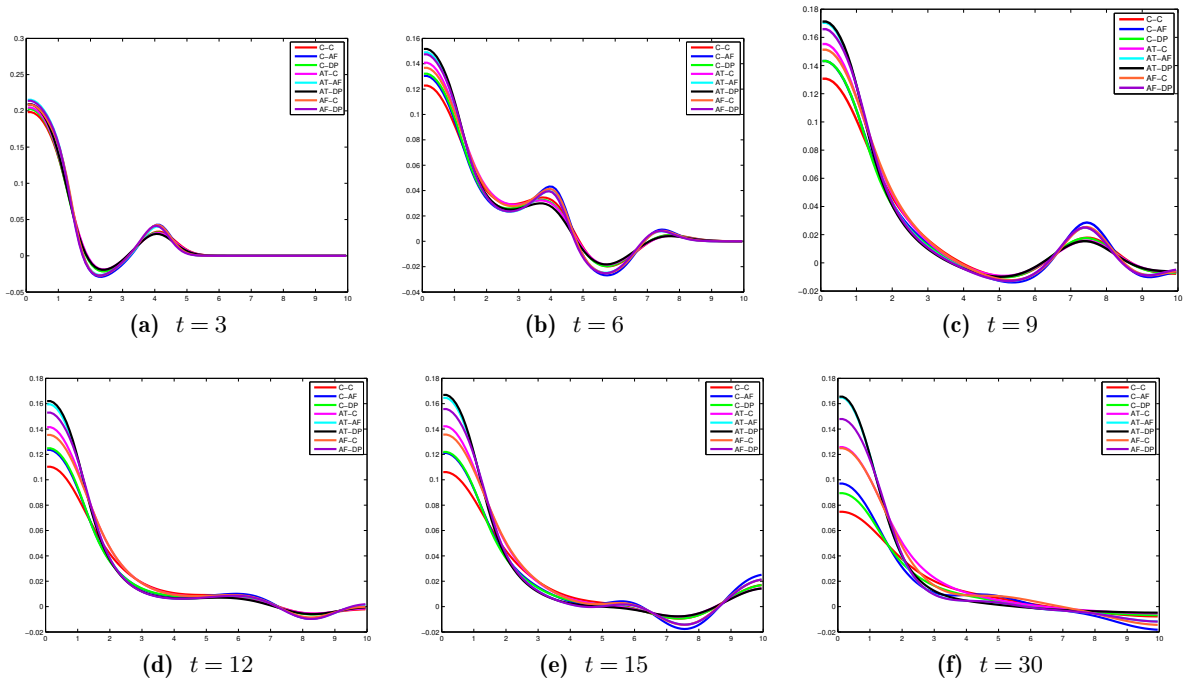 0.3
0.25
0.2
0.15
0.1
0.05
0
−0.05
0 1 2 3 4 5 6 7 8 9 10
C−C
C−AF
C−DP
AT−C
AT−AF
AT−DP
AF−C
AF−DP
(a) t = 3
0.16
0.14
0.12
0.1
0.08
0.06
0.04
0.02
0
−0.02
−0.04
0 1 2 3 4 5 6 7 8 9 10
C−C
C−AF
C−DP
AT−C
AT−AF
AT−DP
AF−C
AF−DP
(b) t = 6
0.18
0.16
0.14
0.12
0.1
0.08
0.06
0.04
0.02
0
−0.02
0 1 2 3 4 5 6 7 8 9 10
C−C
C−AF
C−DP
AT−C
AT−AF
AT−DP
AF−C
AF−DP
(c) t = 9
0.18
0.16
0.14
0.12
0.1
0.08
0.06
0.04
0.02
0
−0.02
0 1 2 3 4 5 6 7 8 9 10
C−C
C−AF
C−DP
AT−C
AT−AF
AT−DP
AF−C
AF−DP
(d) t = 12
0.18
0.16
0.14
0.12
0.1
0.08
0.06
0.04
0.02
0
−0.02
0 1 2 3 4 5 6 7 8 9 10
C−C
C−AF
C−DP
AT−C
AT−AF
AT−DP
AF−C
AF−DP
(e) t = 15
0.18
0.16
0.14
0.12
0.1
0.08
0.06
0.04
0.02
0
−0.02
0 1 2 3 4 5 6 7 8 9 10
C−C
C−AF
C−DP
AT−C
AT−AF
AT−DP
AF−C
AF−DP
(f) t = 30